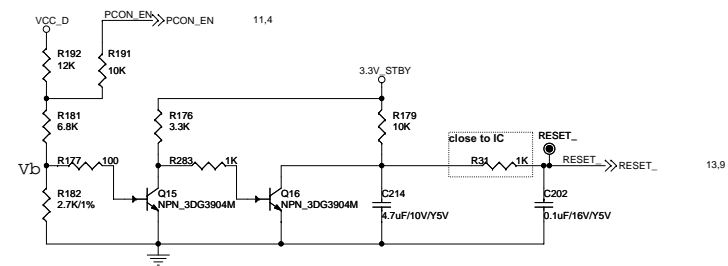 PCON_EN
VCC_D
PCON_EN
11,4
R192
12K
R191
10K
3.3V_STBY
R181
6.8K
R176
3.3K
R179
10K
close to IC
RESET_
Vb
R177
100
R283
1K
R31
1K
RESET_
RESET_
13,9
R182
2.7K/1%
Q15
NPN_3DG3904M
Q16
NPN_3DG3904M
C214
4.7uF/10V/Y5V
C202
0.1uF/16V/Y5V